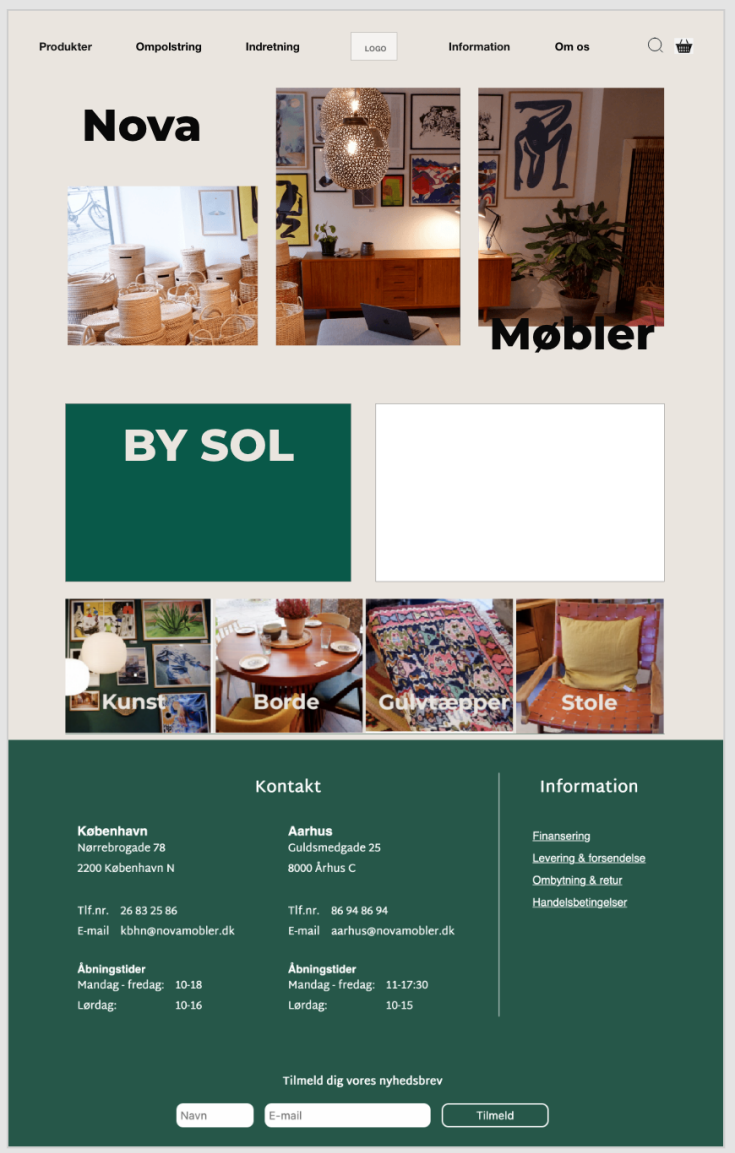 Produkter
Ompolstring
Indretning
LOGO
Information
Om os
Nova
Møbler
BY SOL
Kunst
Borde
Gulvtæpper
Stole
Kontakt
København
Nørrebrogade 78
2200 København N
Tlf.nr. 26 83 25 86
E-mail kbhn@novamobler.dk
Åbningstider
Mandag - fredag: 10-18
Lørdag: 10-16
Aarhus
Guldsmedgade 25
8000 Århus C
Tlf.nr. 86 94 86 94
E-mail aarhus@novamobler.dk
Åbningstider
Mandag - fredag: 11-17:30
Lørdag: 10-15
Information
Finansering
Levering & forsendelse
Ombytning & retur
Handelsbetingelser
Tilmeld dig vores nyhedsbrev
Navn
E-mail
Tilmeld